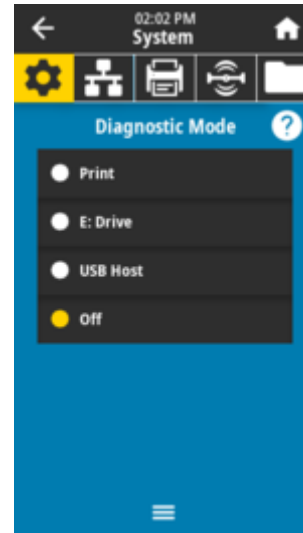 02:02 PM
System
Diagnostic Mode
?
Print
E: Drive
USB Host
Off